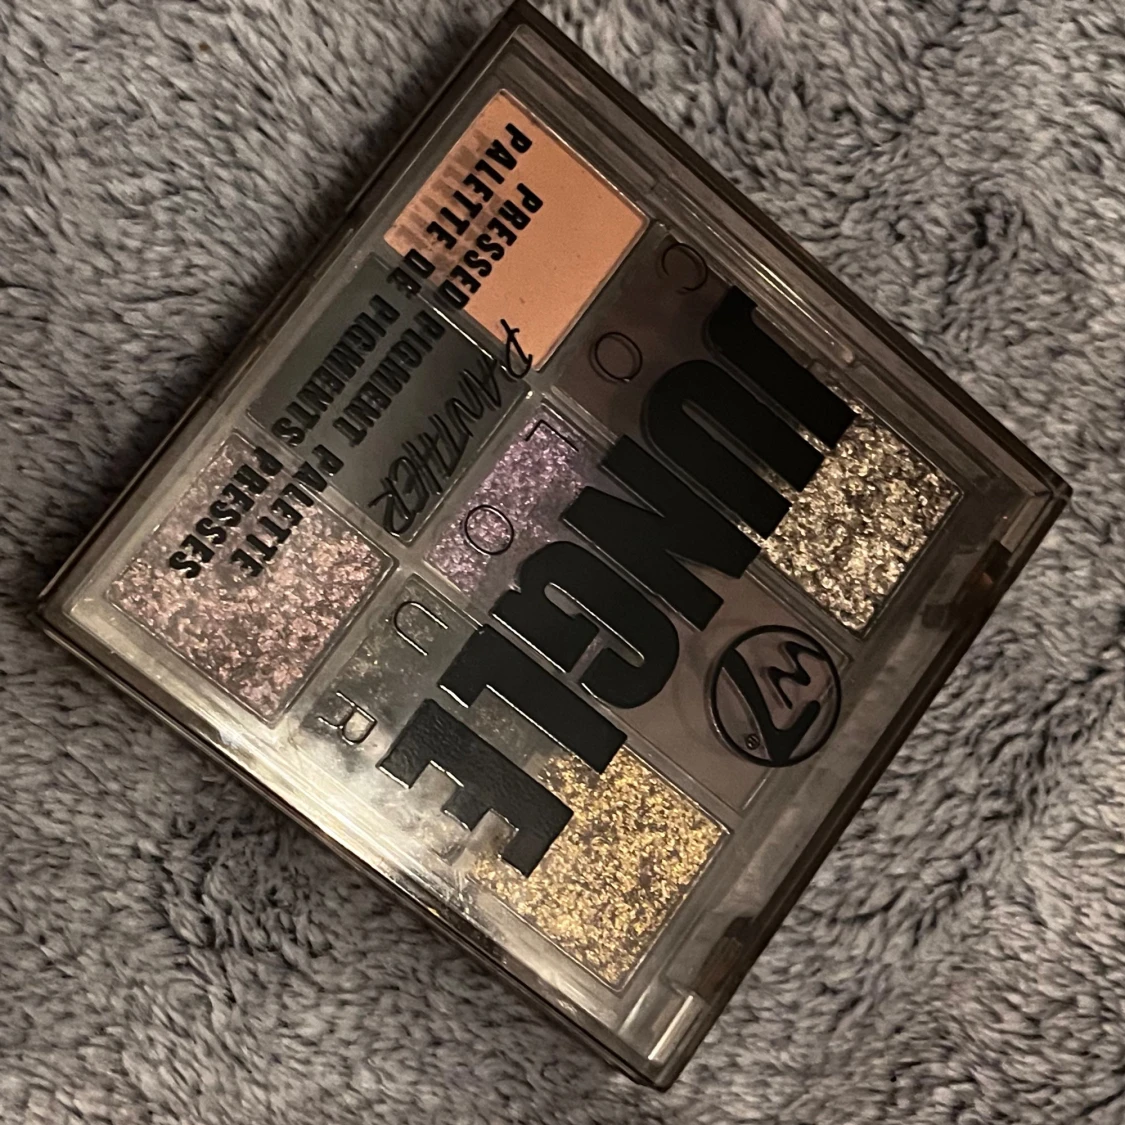 W7®
JUNGLE
COLOUR
PANTHER
PRESSED PIGMENT PALETTE
PALETTE DE PIGMENTS PRESSES